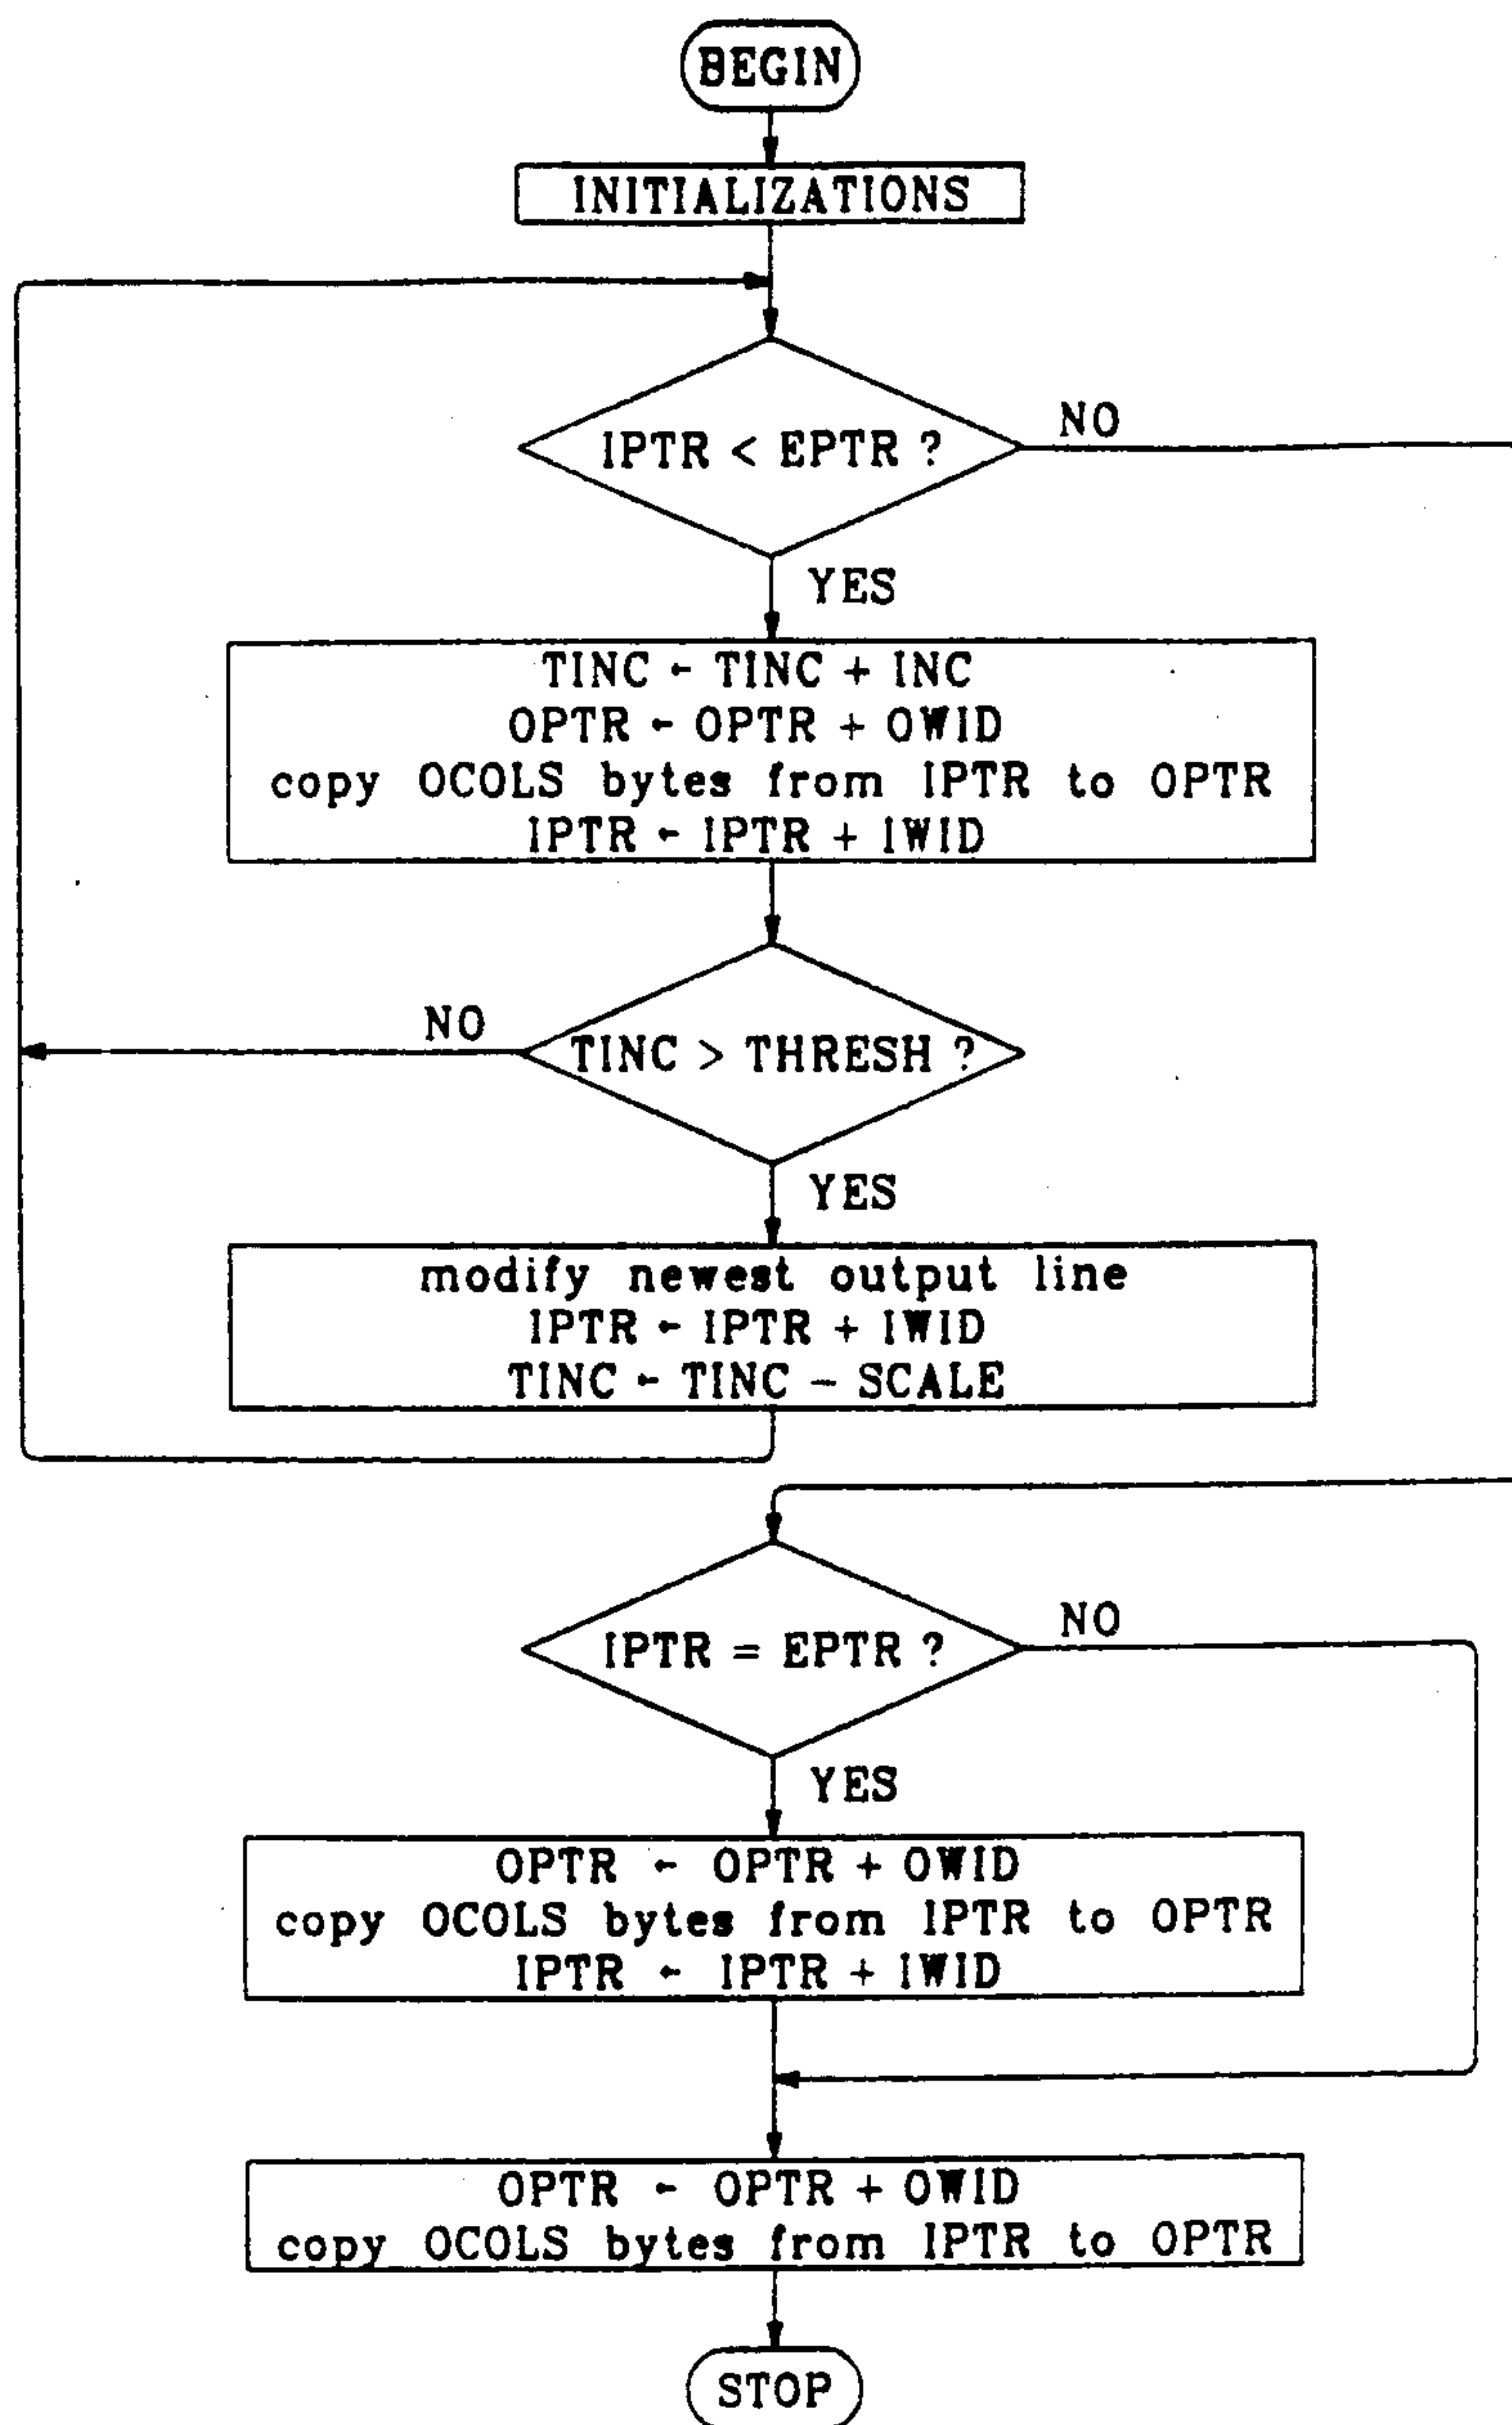 BEGIN
INITIALIZATIONS
IPTR < EPTR ?
NO
YES
TINC ← TINC + INC
OPTR ← OPTR + OWID
copy OCOLS bytes from IPTR to OPTR
IPTR ← IPTR + IWID
NO
TINC > THRESH ?
YES
modify newest output line
IPTR ← IPTR + IWID
TINC ← TINC − SCALE
IPTR = EPTR ?
NO
YES
OPTR ← OPTR + OWID
copy OCOLS bytes from IPTR to OPTR
IPTR ← IPTR + IWID
OPTR ← OPTR + OWID
copy OCOLS bytes from IPTR to OPTR
STOP